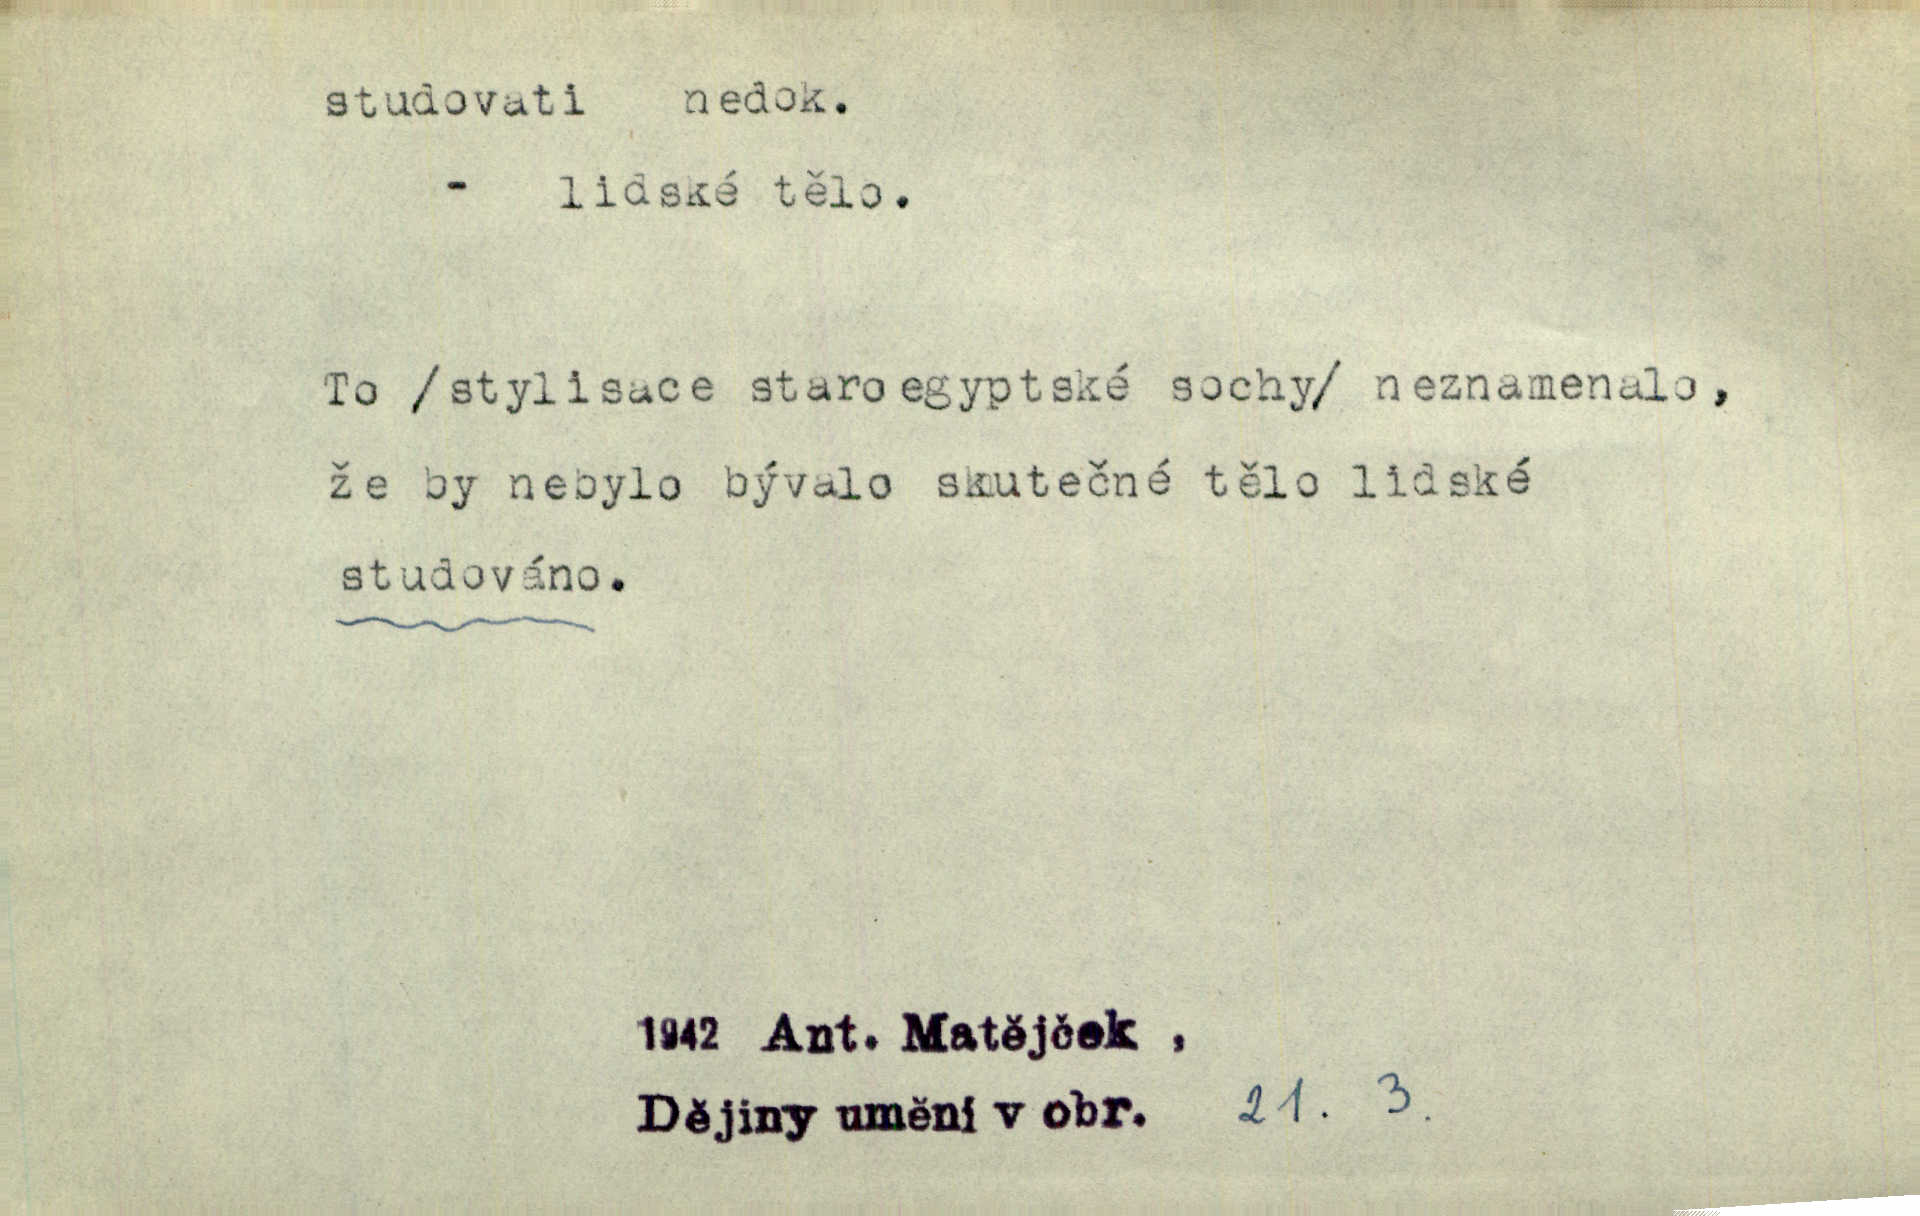 studovati nedok.
- lidské tělo.
To /stylisace staroegyptské sochy/ neznamenalo,
že by nebylo bývalo skutečné tělo lidské
studováno.
1942 Ant. Matějček ,
Dějiny umění v obr. 21. 3.